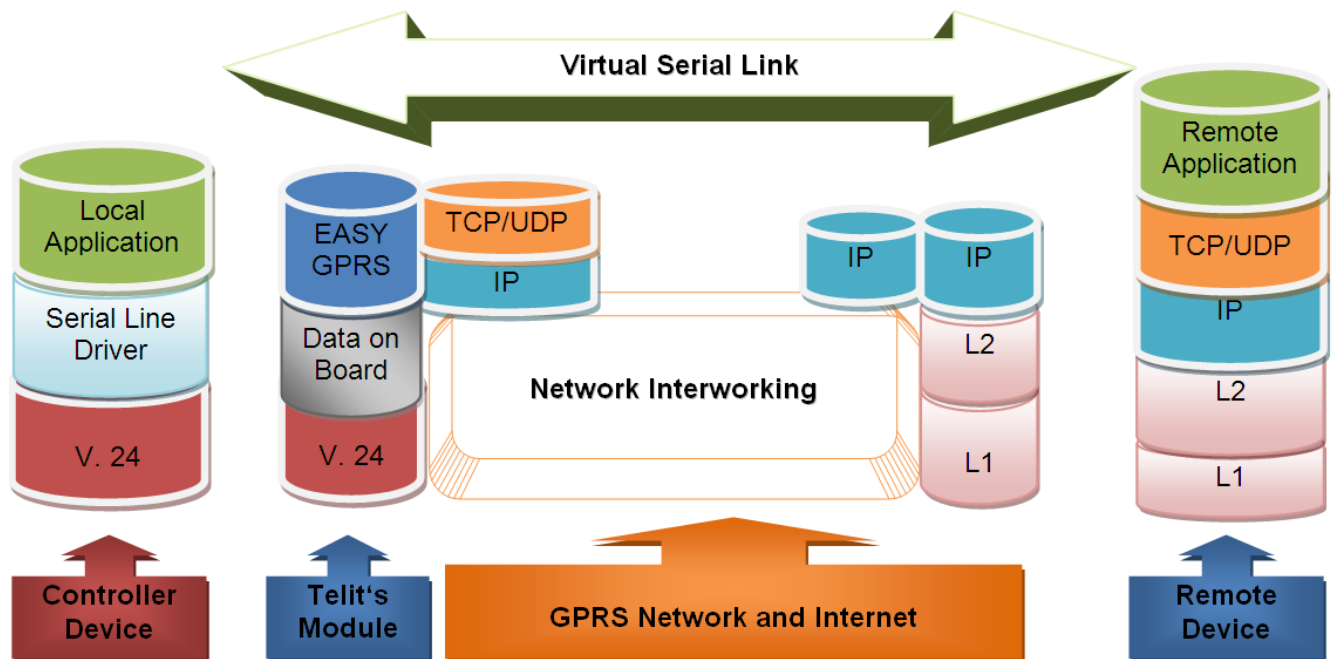 Virtual Serial Link
Local
Application
Serial Line
Driver
V. 24
EASY
GPRS
Data on
Board
V. 24
TCP/UDP
IP
Network Interworking
IP
IP
L2
L1
Remote
Application
TCP/UDP
IP
L2
L1
Controller
Device
Telit‘s
Module
GPRS Network and Internet
Remote
Device